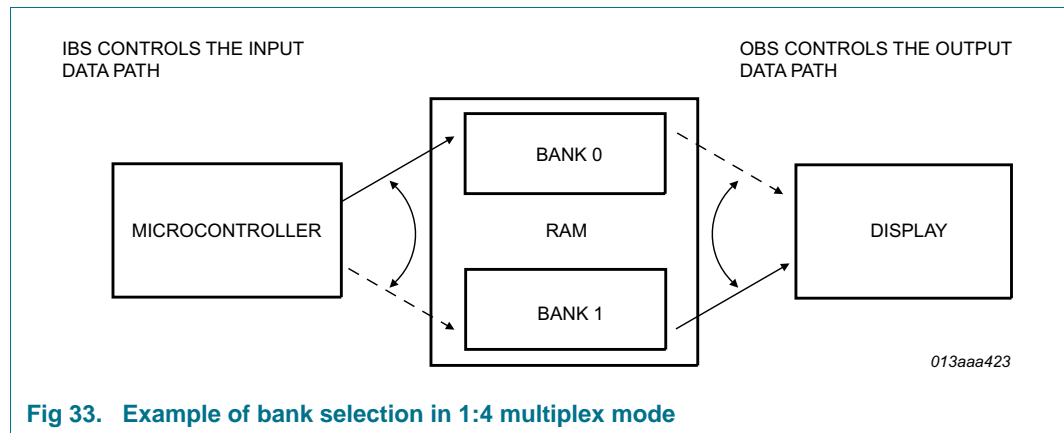 IBS CONTROLS THE INPUT
DATA PATH
OBS CONTROLS THE OUTPUT
DATA PATH
MICROCONTROLLER
BANK 0
RAM
BANK 1
DISPLAY
013aaa423
Fig 33. Example of bank selection in 1:4 multiplex mode